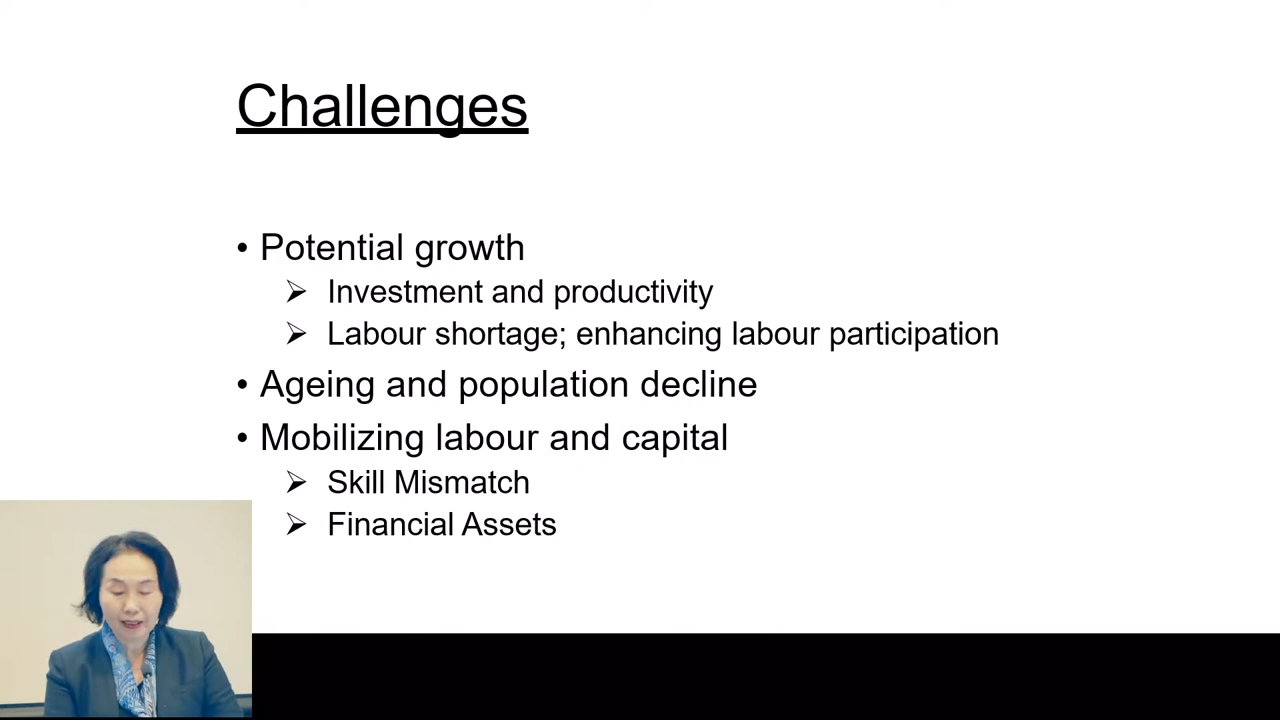 Challenges
• Potential growth
➢ Investment and productivity
➢ Labour shortage; enhancing labour participation
• Ageing and population decline
• Mobilizing labour and capital
➢ Skill Mismatch
➢ Financial Assets